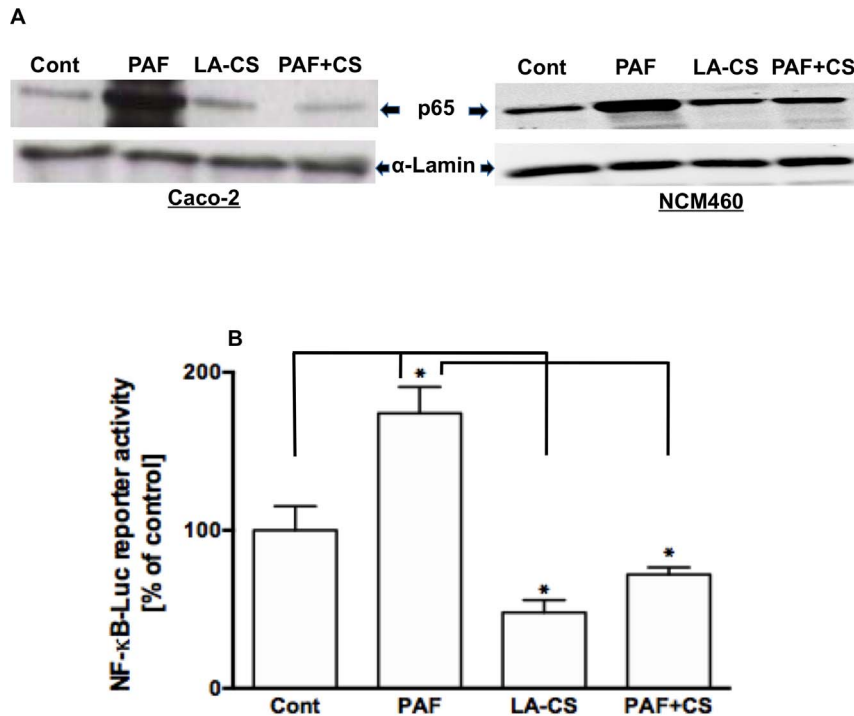 A
Cont PAF LA-CS PAF+CS
Cont PAF LA-CS PAF+CS
p65
α-Lamin
Caco-2
NCM460
B
NF-κB-Luc reporter activity
[% of control]
200
100
0
*
*
*
Cont PAF LA-CS PAF+CS